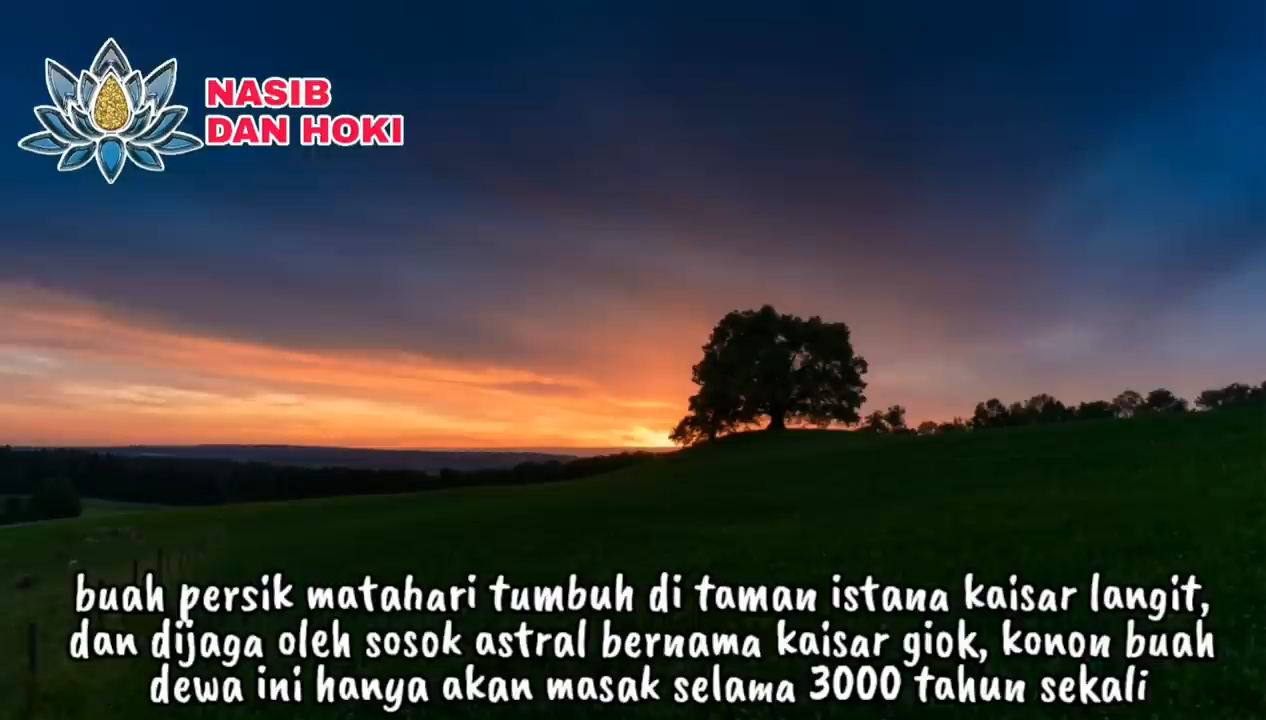 NASIB
DAN HOKI
buah persik matahari tumbuh di taman istana kaisar langit,
dan dijaga oleh sosok astral bernama kaisar giok, konon buah
dewa ini hanya akan masak selama 3000 tahun sekali